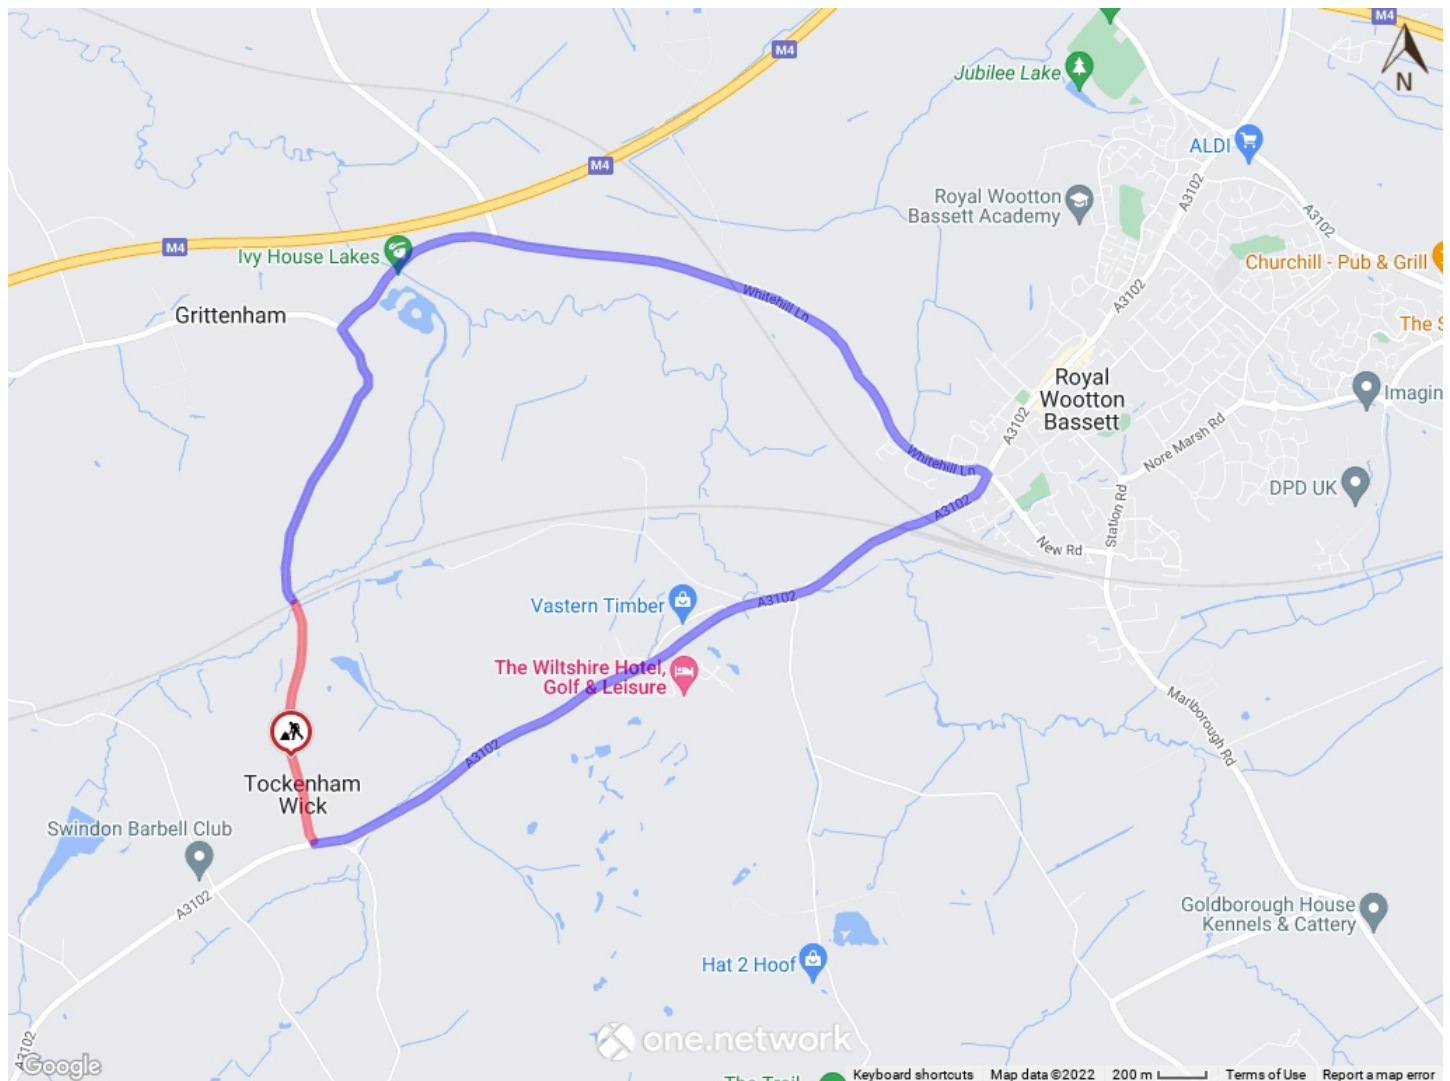 M4
M4
N
Jubilee Lake
ALDI
M4
A3102
Royal Wootton
Bassett Academy
A3102
M4
Ivy House Lakes
Churchill - Pub & Grill
A3102
Whitehill Ln
Grittenham
The S
Royal
Wootton
Bassett
Imagin
A3102
Nore Marsh Rd
Whitehill Ln
DPD UK
A3102
Station Rd
New Rd
Vastern Timber
A3102
The Wiltshire Hotel,
Golf & Leisure
Marlborough Rd
A3102
Tockenham
Wick
Swindon Barbell Club
A3102
Goldborough House
Kennels & Cattery
Hat 2 Hoof
one.network
A3102
Google
The Trail
Keyboard shortcuts
Map data ©2022
200 m
Terms of Use
Report a map error